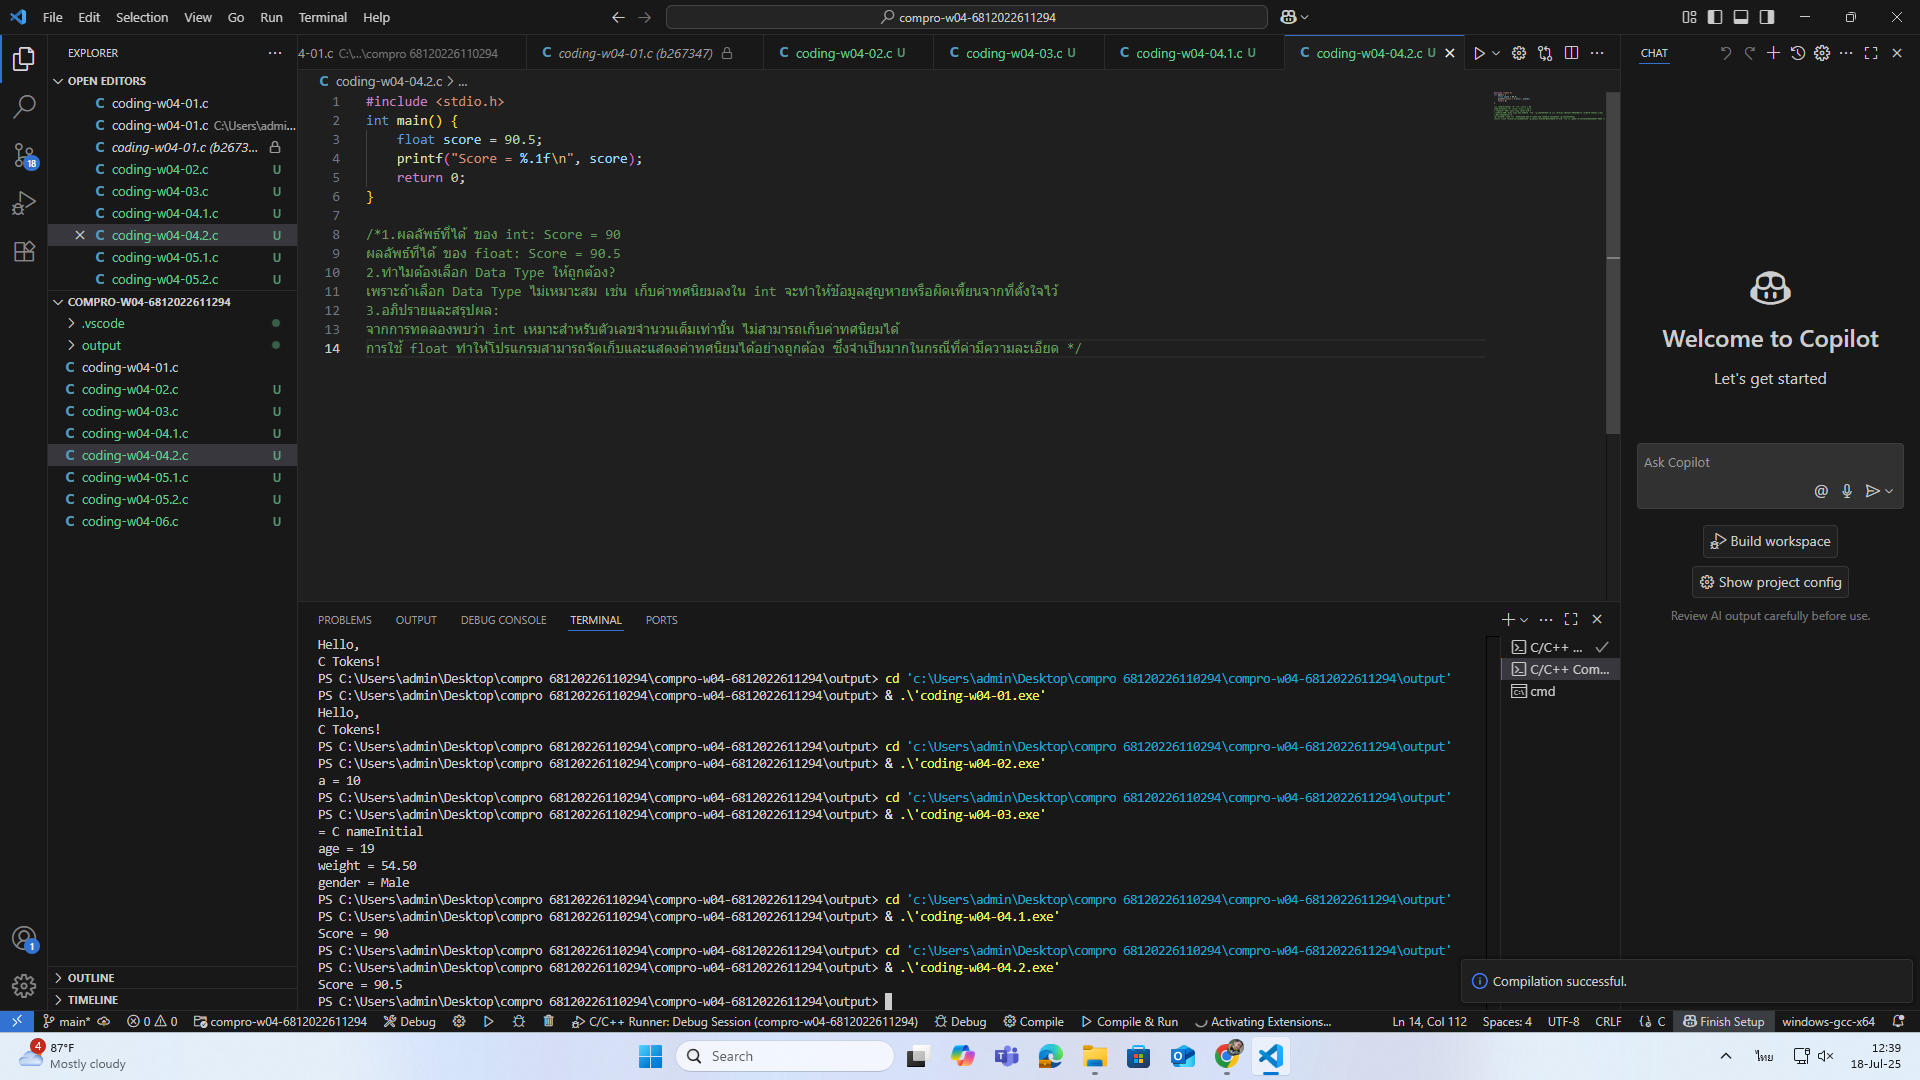 File Edit Selection View Go Run Terminal Help
compro-w04-6812022611294
EXPLORER
OPEN EDITORS
coding-w04-01.c
coding-w04-01.c C:\Users\admi...
coding-w04-01.c (b2673...
coding-w04-02.c U
coding-w04-03.c U
coding-w04-04.1.c U
coding-w04-04.2.c U
coding-w04-05.1.c U
coding-w04-05.2.c U
COMPRO-W04-6812022611294
.vscode
output
coding-w04-01.c
coding-w04-02.c U
coding-w04-03.c U
coding-w04-04.1.c U
coding-w04-04.2.c U
coding-w04-05.1.c U
coding-w04-05.2.c U
coding-w04-06.c U
OUTLINE
TIMELINE
18
1
4-01.c C:\...\compro 68120226110294 coding-w04-01.c (b267347) coding-w04-02.c U coding-w04-03.c U coding-w04-04.1.c U coding-w04-04.2.c U
coding-w04-04.2.c > ...
1 #include <stdio.h>
2 int main() {
3 float score = 90.5;
4 printf("Score = %.1f\n", score);
5 return 0;
6 }
7
8 /*1.ผลลัพธ์ที่ได้ ของ int: Score = 90
9 ผลลัพธ์ที่ได้ ของ fioat: Score = 90.5
10 2.ทำไมต้องเลือก Data Type ให้ถูกต้อง?
11 เพราะถ้าเลือก Data Type ไม่เหมาะสม เช่น เก็บค่าทศนิยมลงใน int จะทำให้ข้อมูลสูญหายหรือผิดเพี้ยนจากที่ตั้งใจไว้
12 3.อภิปรายและสรุปผล:
13 จากการทดลองพบว่า int เหมาะสำหรับตัวเลขจำนวนเต็มเท่านั้น ไม่สามารถเก็บค่าทศนิยมได้
14 การใช้ float ทำให้โปรแกรมสามารถจัดเก็บและแสดงค่าทศนิยมได้อย่างถูกต้อง ซึ่งจำเป็นมากในกรณีที่ค่ามีความละเอียด */
PROBLEMS OUTPUT DEBUG CONSOLE TERMINAL PORTS
Hello,
C Tokens!
PS C:\Users\admin\Desktop\compro 68120226110294\compro-w04-6812022611294\output> cd 'c:\Users\admin\Desktop\compro 68120226110294\compro-w04-6812022611294\output'
PS C:\Users\admin\Desktop\compro 68120226110294\compro-w04-6812022611294\output> & .\'coding-w04-01.exe'
Hello,
C Tokens!
PS C:\Users\admin\Desktop\compro 68120226110294\compro-w04-6812022611294\output> cd 'c:\Users\admin\Desktop\compro 68120226110294\compro-w04-6812022611294\output'
PS C:\Users\admin\Desktop\compro 68120226110294\compro-w04-6812022611294\output> & .\'coding-w04-02.exe'
a = 10
PS C:\Users\admin\Desktop\compro 68120226110294\compro-w04-6812022611294\output> cd 'c:\Users\admin\Desktop\compro 68120226110294\compro-w04-6812022611294\output'
PS C:\Users\admin\Desktop\compro 68120226110294\compro-w04-6812022611294\output> & .\'coding-w04-03.exe'
= C nameInitial
age = 19
weight = 54.50
gender = Male
PS C:\Users\admin\Desktop\compro 68120226110294\compro-w04-6812022611294\output> cd 'c:\Users\admin\Desktop\compro 68120226110294\compro-w04-6812022611294\output'
PS C:\Users\admin\Desktop\compro 68120226110294\compro-w04-6812022611294\output> & .\'coding-w04-04.1.exe'
Score = 90
PS C:\Users\admin\Desktop\compro 68120226110294\compro-w04-6812022611294\output> cd 'c:\Users\admin\Desktop\compro 68120226110294\compro-w04-6812022611294\output'
PS C:\Users\admin\Desktop\compro 68120226110294\compro-w04-6812022611294\output> & .\'coding-w04-04.2.exe'
Score = 90.5
PS C:\Users\admin\Desktop\compro 68120226110294\compro-w04-6812022611294\output>
C/C++ ...
C/C++ Com...
cmd
CHAT
Welcome to Copilot
Let's get started
Ask Copilot
Build workspace
Show project config
Review AI output carefully before use.
Compilation successful.
main* 0 0 compro-w04-6812022611294 Debug C/C++ Runner: Debug Session (compro-w04-6812022611294) Debug Compile Compile & Run Activating Extensions... Ln 14, Col 112 Spaces: 4 UTF-8 CRLF C Finish Setup windows-gcc-x64
4
87°F
Mostly cloudy
Search
ไทย
12:39
18-Jul-25